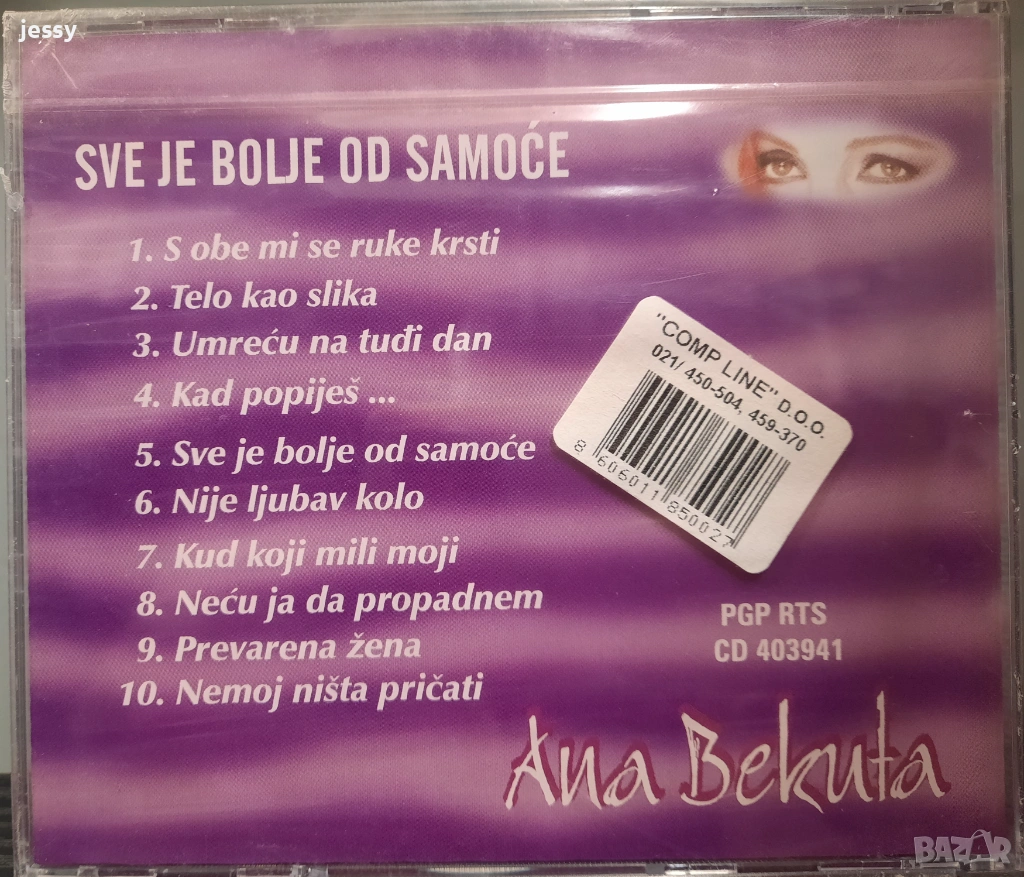 jessy
SVE JE BOLJE OD SAMOĆE
1. S obe mi se ruke krsti
2. Telo kao slika
3. Umreću na tuđi dan
4. Kad popiješ ...
5. Sve je bolje od samoće
6. Nije ljubav kolo
7. Kud koji mili moji
8. Neću ja da propadnem
9. Prevarena žena
10. Nemoj ništa pričati
"COMP LINE" D.O.O.
021/ 450-504, 459-370
8 606011 850027
PGP RTS
CD 403941
Ana Bekuta
BAZAR